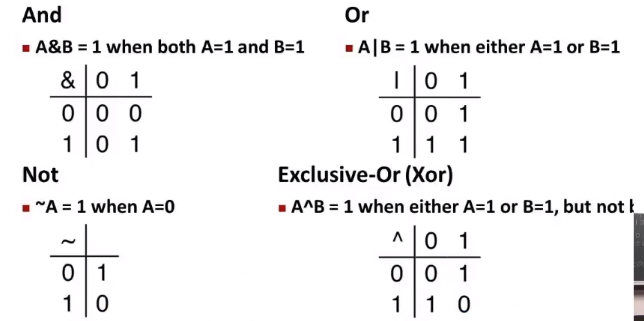 And
■ A&B = 1 when both A=1 and B=1
& 0 1
0 0 0
1 0 1
Or
■ A|B = 1 when either A=1 or B=1
| 0 1
0 0 1
1 1 1
Not
■ ~A = 1 when A=0
~
0 1
1 0
Exclusive-Or (Xor)
■ A^B = 1 when either A=1 or B=1, but not
^ 0 1
0 0 1
1 1 0